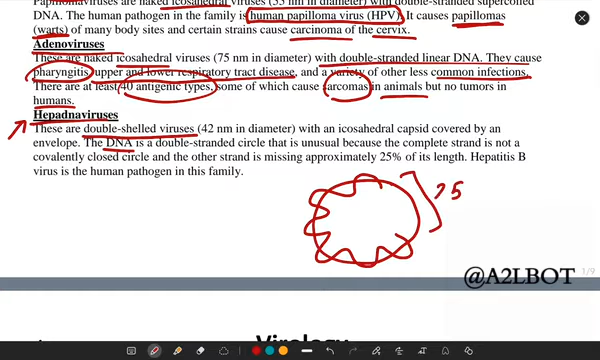 Papillomaviruses are naked icosahedral viruses (55 nm in diameter) with double-stranded supercoiled
DNA. The human pathogen in the family is human papilloma virus (HPV). It causes papillomas
(warts) of many body sites and certain strains cause carcinoma of the cervix.
Adenoviruses
These are naked icosahedral viruses (75 nm in diameter) with double-stranded linear DNA. They cause
pharyngitis, upper and lower respiratory tract disease, and a variety of other less common infections.
There are at least 40 antigenic types, some of which cause sarcomas in animals but no tumors in
humans.
Hepadnaviruses
These are double-shelled viruses (42 nm in diameter) with an icosahedral capsid covered by an
envelope. The DNA is a double-stranded circle that is unusual because the complete strand is not a
covalently closed circle and the other strand is missing approximately 25% of its length. Hepatitis B
virus is the human pathogen in this family.
25
1/9
@A2LBOT
Virology